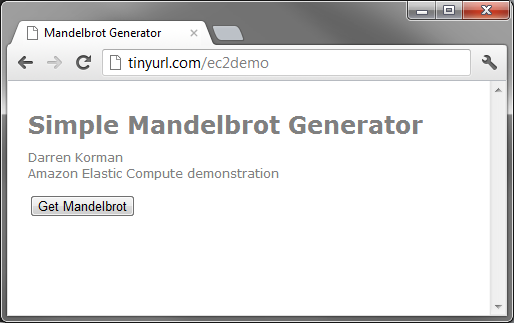 Mandelbrot Generator
tinyurl.com/ec2demo
Simple Mandelbrot Generator
Darren Korman
Amazon Elastic Compute demonstration
Get Mandelbrot